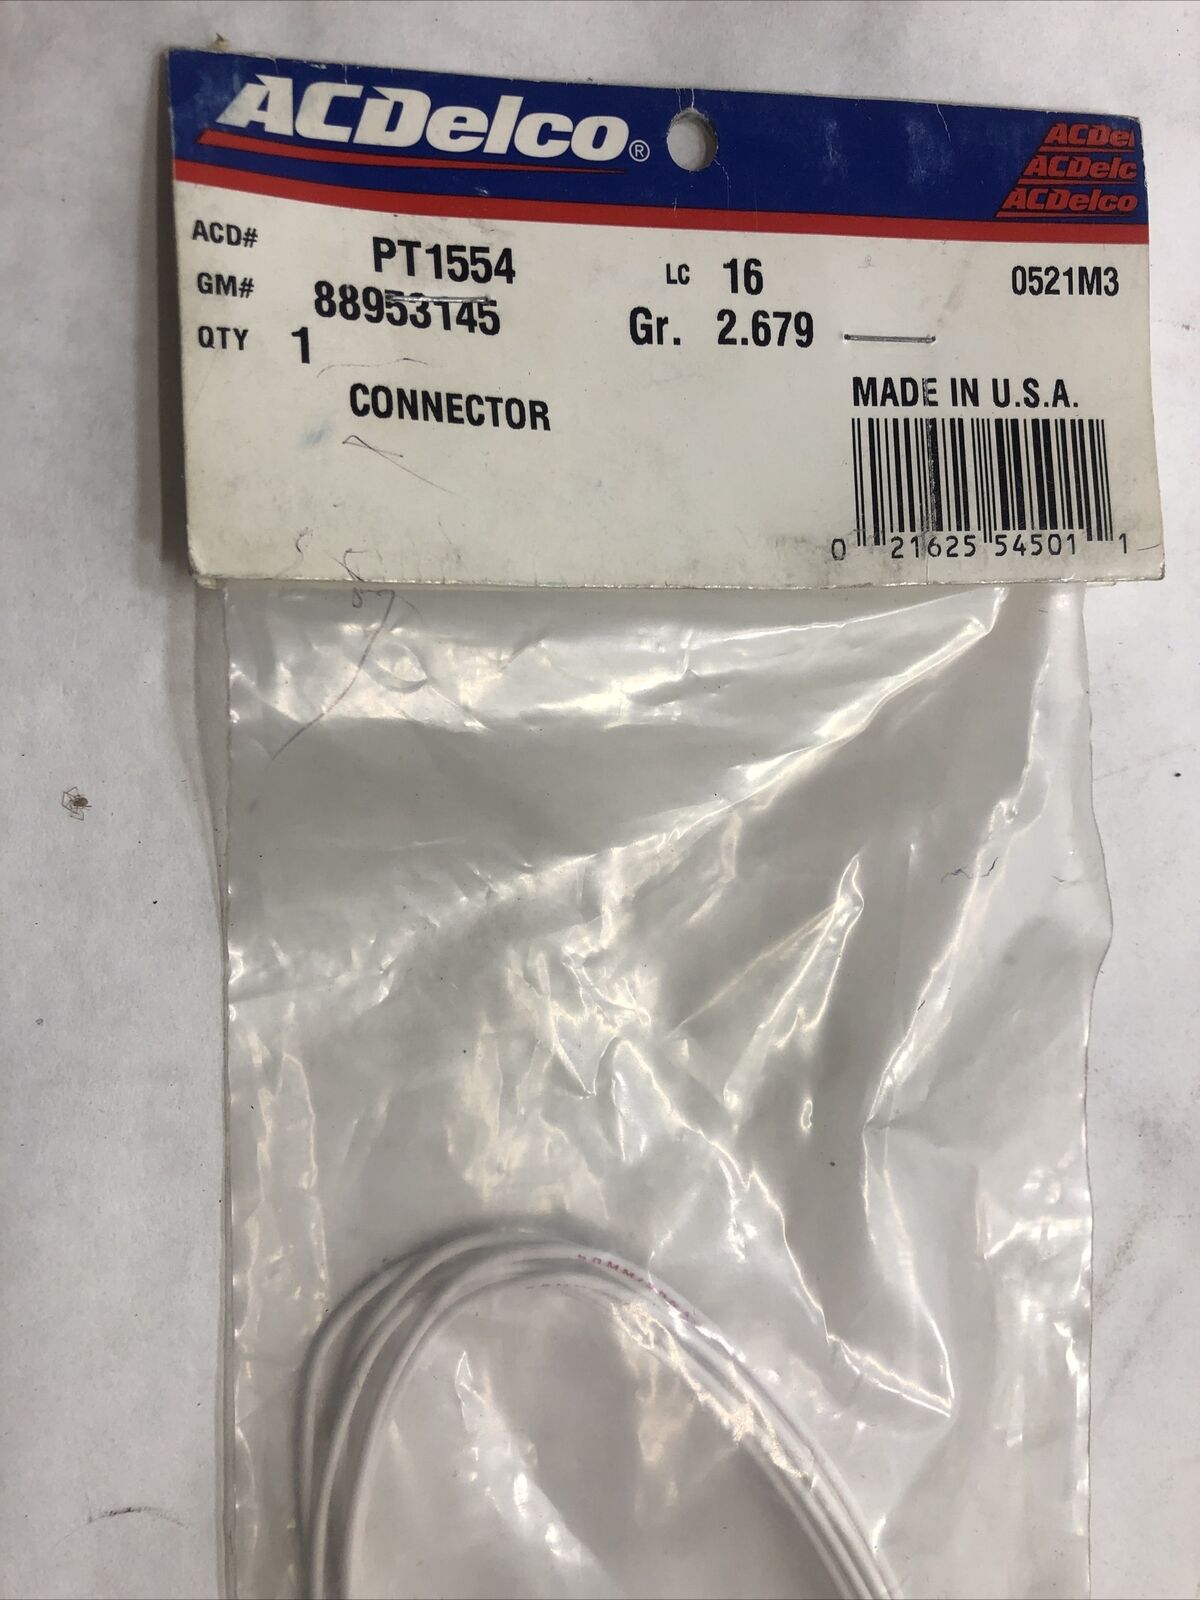 ACDelco®
ACDel
ACDelc
ACDelco
ACD# PT1554 LC 16 0521M3
GM# 88953145 Gr. 2.679
QTY 1
CONNECTOR
MADE IN U.S.A.
0 21625 54501 1